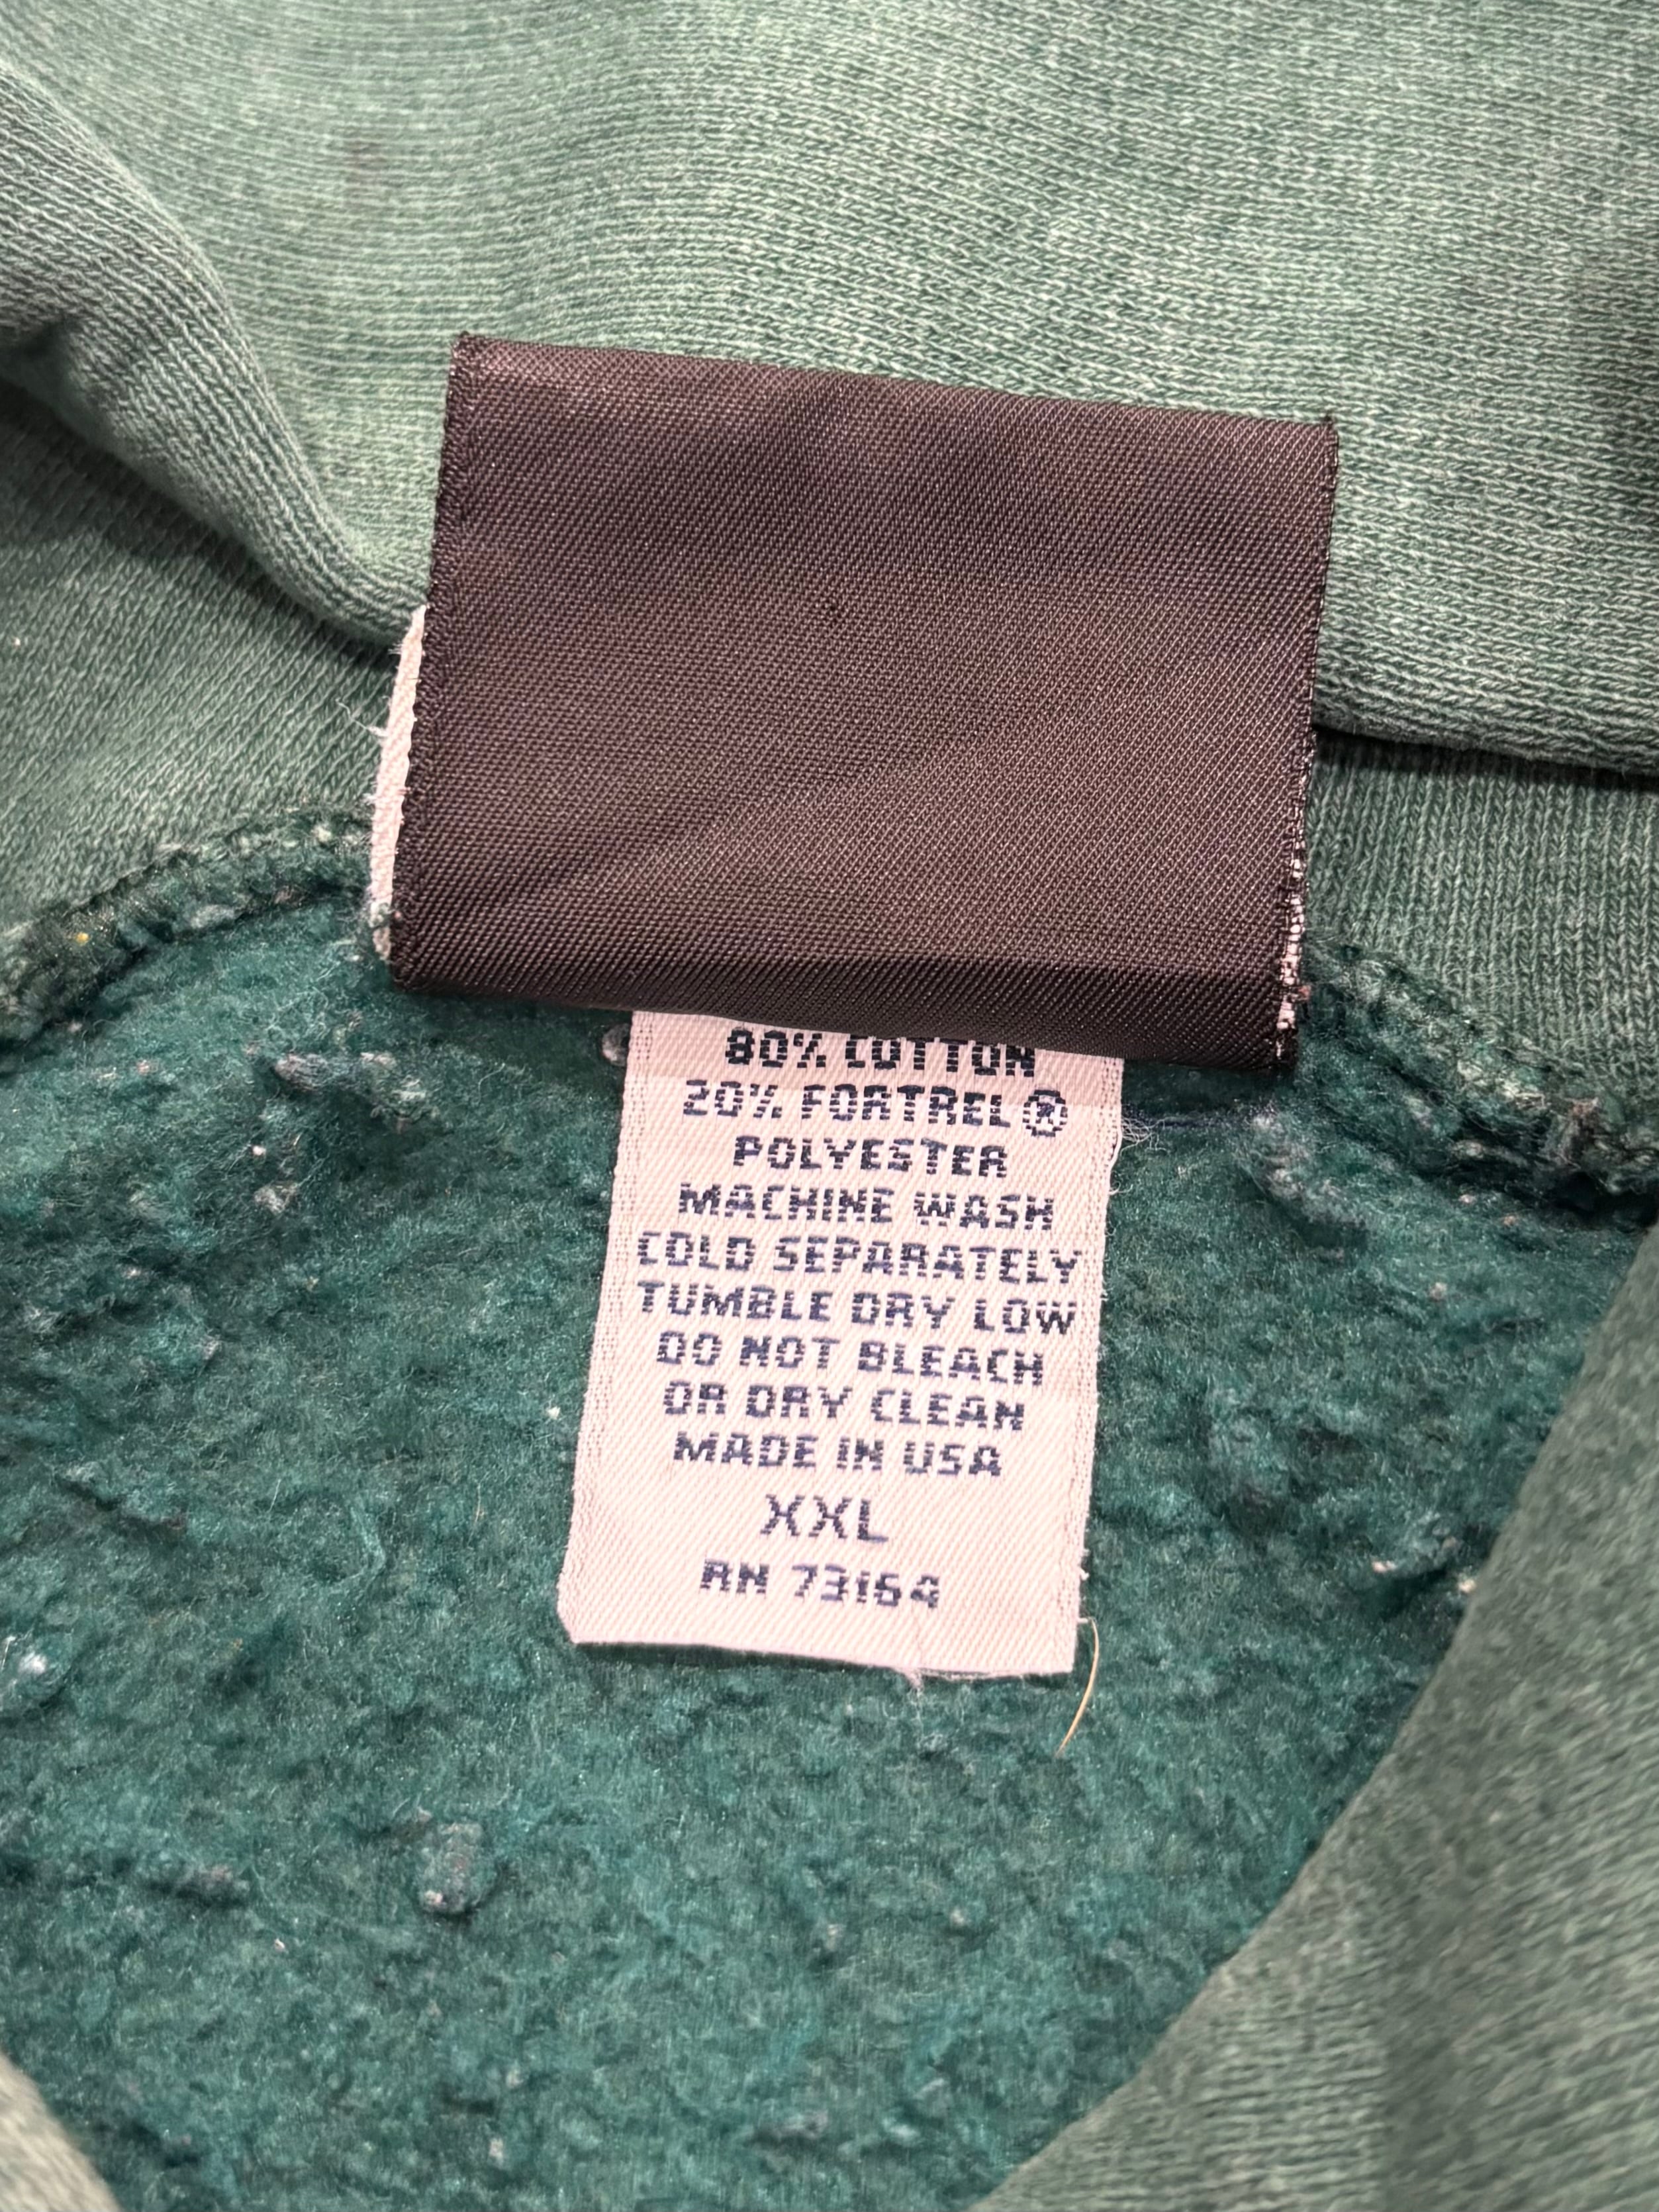 80% COTTON
20% FORTREL®
POLYESTER
MACHINE WASH
COLD SEPARATELY
TUMBLE DRY LOW
DO NOT BLEACH
OR DRY CLEAN
MADE IN USA
XXL
RN 73164